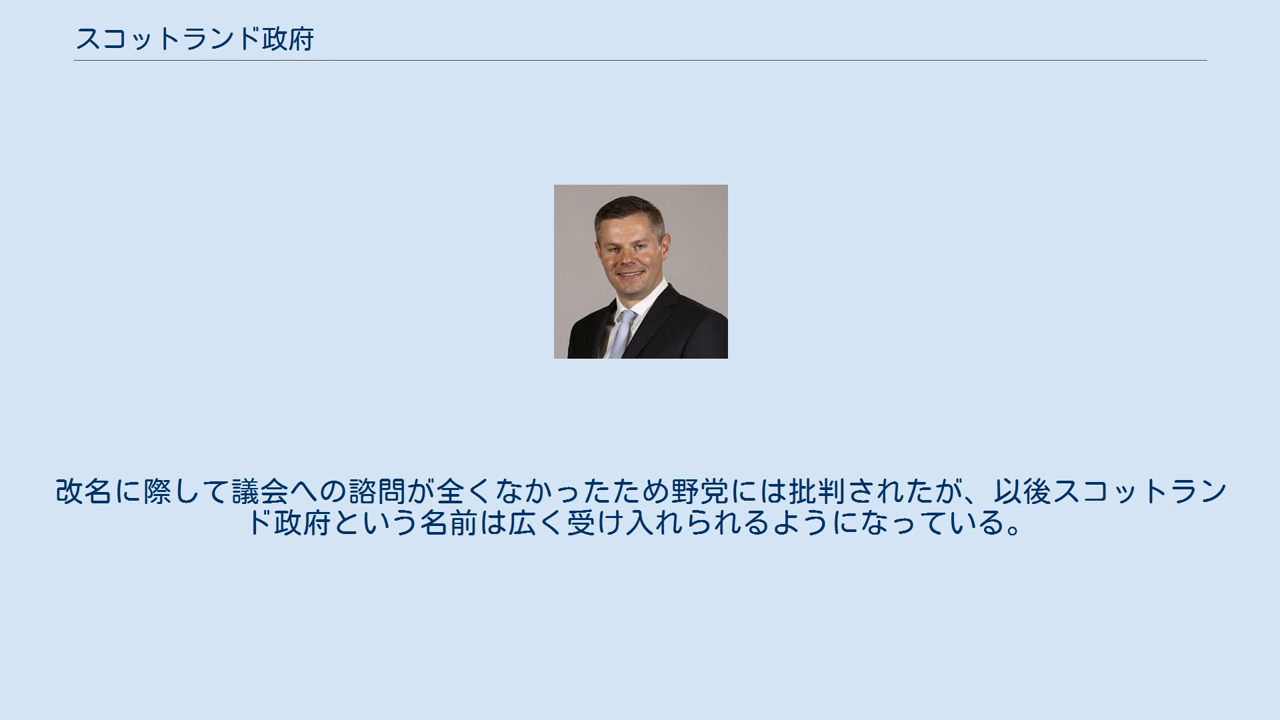 スコットランド政府
改名に際して議会への諮問が全くなかったため野党には批判されたが、以後スコットラン
ド政府という名前は広く受け入れられるようになっている。